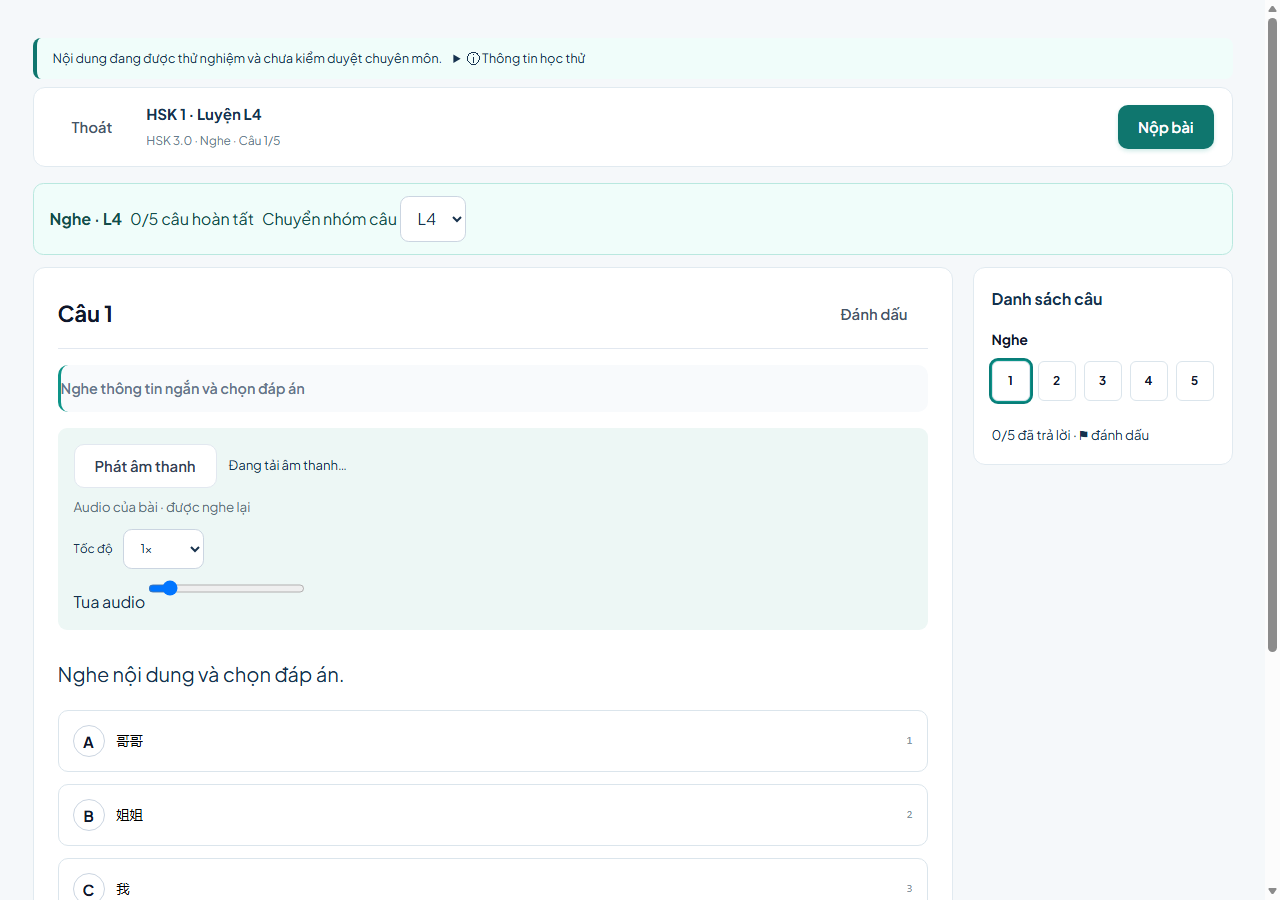 Nội dung đang được thử nghiệm và chưa kiểm duyệt chuyên môn. ▶ ⓘ Thông tin học thử
Thoát
HSK 1 · Luyện L4
HSK 3.0 · Nghe · Câu 1/5
Nộp bài
Nghe · L4 0/5 câu hoàn tất Chuyển nhóm câu L4
Câu 1
Đánh dấu
Nghe thông tin ngắn và chọn đáp án
Phát âm thanh Đang tải âm thanh...
Audio của bài · được nghe lại
Tốc độ 1×
Tua audio
Nghe nội dung và chọn đáp án.
A 哥哥 1
B 姐姐 2
C 我 3
Danh sách câu
Nghe
1 2 3 4 5
0/5 đã trả lời · ⚑ đánh dấu